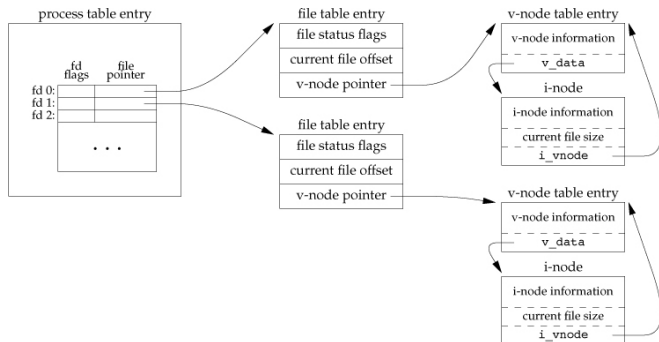 process table entry
fd flags
file pointer
fd 0:
fd 1:
fd 2:
. . .
file table entry
file status flags
current file offset
v-node pointer
file table entry
file status flags
current file offset
v-node pointer
v-node table entry
v-node information
v_data
i-node
i-node information
current file size
i_vnode
v-node table entry
v-node information
v_data
i-node
i-node information
current file size
i_vnode